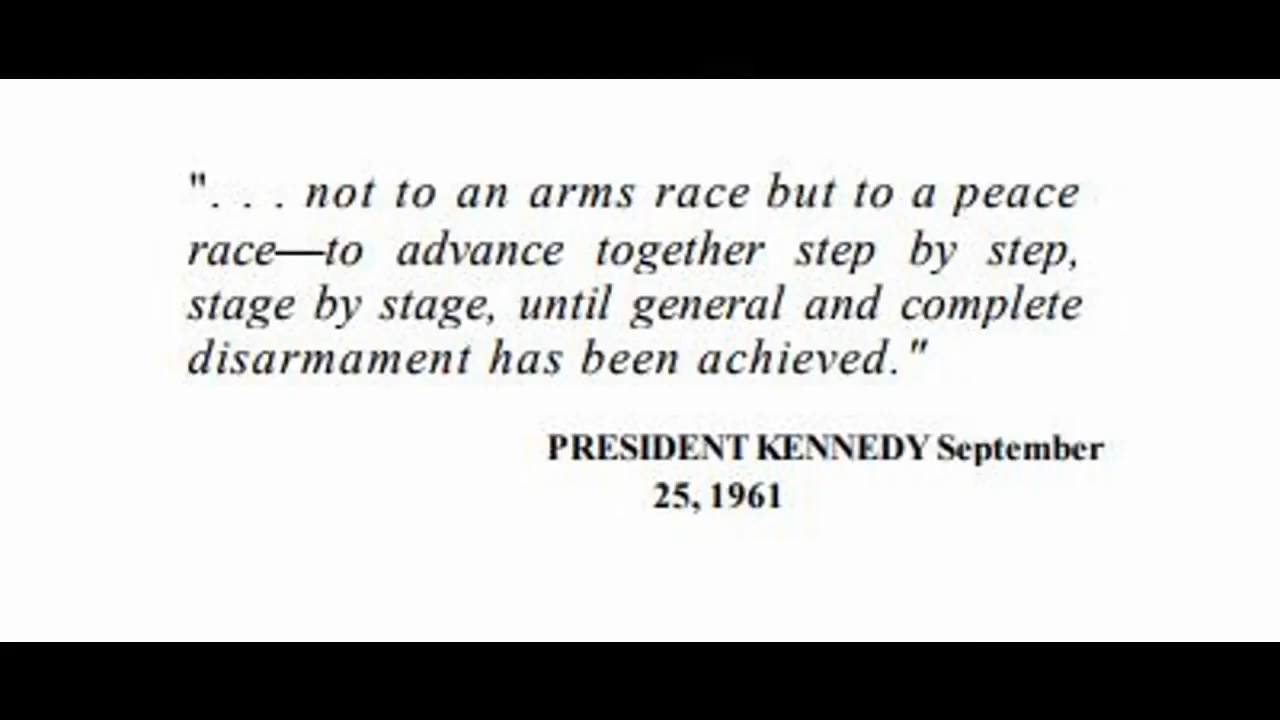 ". . . not to an arms race but to a peace
race—to advance together step by step,
stage by stage, until general and complete
disarmament has been achieved."
PRESIDENT KENNEDY September
25, 1961